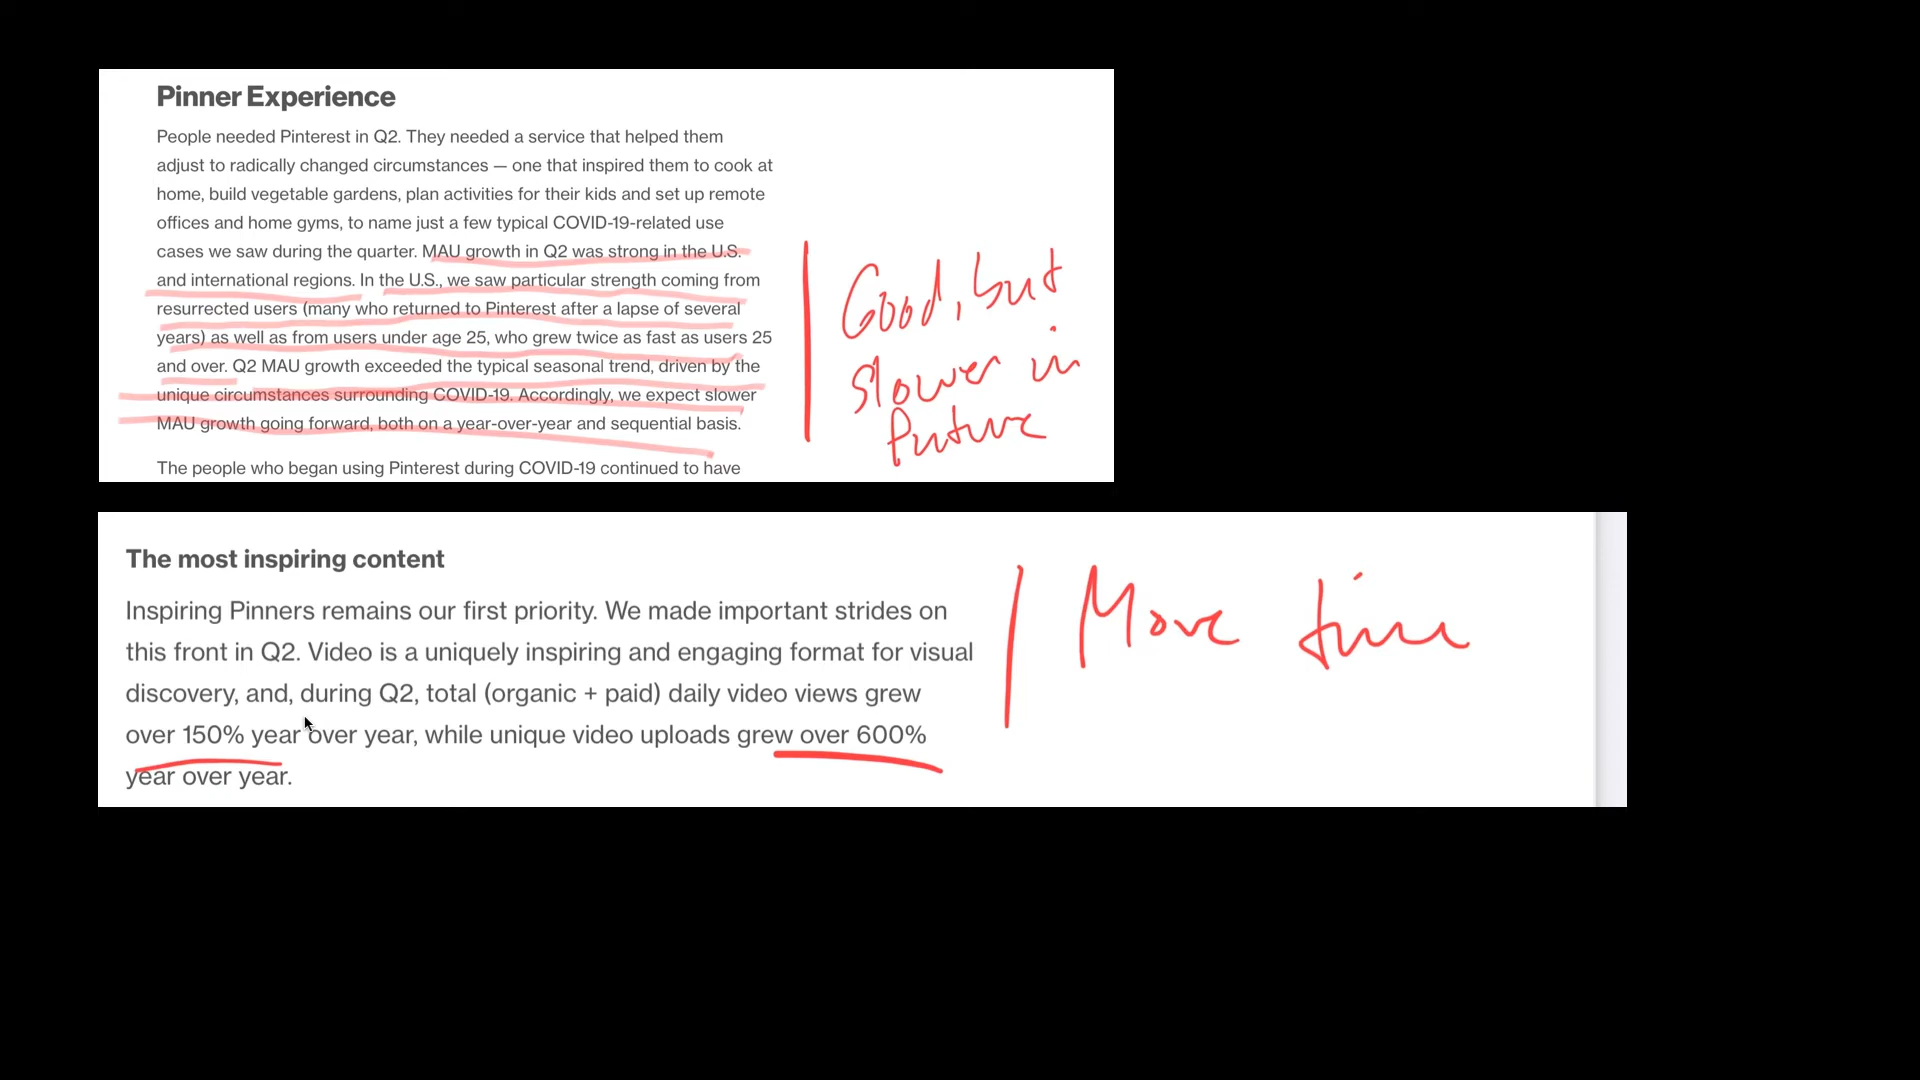 Pinner Experience
People needed Pinterest in Q2. They needed a service that helped them
adjust to radically changed circumstances — one that inspired them to cook at
home, build vegetable gardens, plan activities for their kids and set up remote
offices and home gyms, to name just a few typical COVID-19-related use
cases we saw during the quarter. MAU growth in Q2 was strong in the U.S.
and international regions. In the U.S., we saw particular strength coming from
resurrected users (many who returned to Pinterest after a lapse of several
years) as well as from users under age 25, who grew twice as fast as users 25
and over. Q2 MAU growth exceeded the typical seasonal trend, driven by the
unique circumstances surrounding COVID-19. Accordingly, we expect slower
MAU growth going forward, both on a year-over-year and sequential basis.
The people who began using Pinterest during COVID-19 continued to have
Good, but
slower in
future
The most inspiring content
Inspiring Pinners remains our first priority. We made important strides on
this front in Q2. Video is a uniquely inspiring and engaging format for visual
discovery, and, during Q2, total (organic + paid) daily video views grew
over 150% year over year, while unique video uploads grew over 600%
year over year.
More time